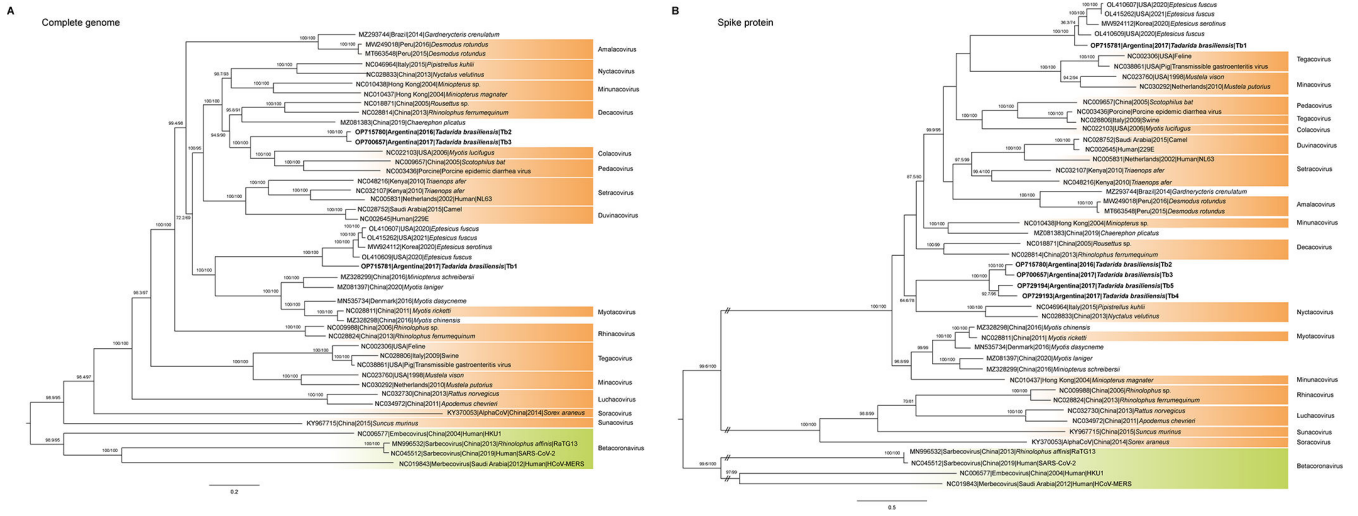 A
Complete genome
MZ293744|Brazil|2014|Gardnerycteris crenulatum
MW249018|Peru|2016|Desmodus rotundus
MT663548|Peru|2015|Desmodus rotundus
Amalacovirus
NC046964|Italy|2015|Pipistrellus kuhlii
NC028833|China|2013|Nyctalus velutinus
Nyctacovirus
NC010438|Hong Kong|2004|Miniopterus sp.
NC010437|Hong Kong|2004|Miniopterus magnater
Minunacovirus
NC018871|China|2005|Rousettus sp.
NC028814|China|2013|Rhinolophus ferrumequinum
Decacovirus
MZ081383|China|2019|Chaerephon plicatus
OP715780|Argentina|2016|Tadarida brasiliensis|Tb2
OP700657|Argentina|2017|Tadarida brasiliensis|Tb3
NC022103|USA|2006|Myotis lucifugus
Colacovirus
NC009657|China|2005|Scotophilus bat
NC003436|Porcine|Porcine epidemic diarrhea virus
Pedacovirus
NC048216|Kenya|2010|Triaenops afer
NC032107|Kenya|2010|Triaenops afer
NC005831|Netherlands|2002|Human|NL63
Setracovirus
NC028752|Saudi Arabia|2015|Camel
NC002645|Human|229E
Duvinacovirus
OL410607|USA|2020|Eptesicus fuscus
OL415262|USA|2021|Eptesicus fuscus
MW924112|Korea|2020|Eptesicus serotinus
OL410609|USA|2020|Eptesicus fuscus
OP715781|Argentina|2017|Tadarida brasiliensis|Tb1
MZ328299|China|2016|Miniopterus schreibersii
MZ081397|China|2020|Myotis laniger
MN535734|Denmark|2016|Myotis dasycneme
NC028811|China|2011| Myotis ricketti
MZ328298|China|2016|Myotis chinensis
Myotacovirus
NC009988|China|2006|Rhinolophus sp.
NC028824|China|2013|Rhinolophus ferrumequinum
Rhinacovirus
NC002306|USA|Feline
NC028806|Italy|2009|Swine
NC038861|USA|Pig|Transmissible gastroenteritis virus
Tegacovirus
NC023760|USA|1998|Mustela vison
NC030292|Netherlands|2010|Mustela putorius
Minacovirus
NC032730|China|2013|Rattus norvegicus
NC034972|China|2011|Apodemus chevrieri
Luchacovirus
KY370053|AlphaCoV|China|2014|Sorex araneus
Soracovirus
KY967715|China|2015|Suncus murinus
Sunacovirus
NC006577|Embecovirus|China|2004|Human|HKU1
MN996532|Sarbecovirus|China|2013|Rhinolophus affinis|RaTG13
NC045512|Sarbecovirus|China|2019|Human|SARS-CoV-2
NC019843|Merbecovirus|Saudi Arabia|2012|Human|HCoV-MERS
Betacoronavirus
0.2
B
Spike protein
OL410607|USA|2020|Eptesicus fuscus
OL415262|USA|2021|Eptesicus fuscus
MW924112|Korea|2020|Eptesicus serotinus
OL410609|USA|2020|Eptesicus fuscus
OP715781|Argentina|2017|Tadarida brasiliensis|Tb1
NC002306|USA|Feline
NC038861|USA|Pig|Transmissible gastroenteritis virus
Tegacovirus
NC023760|USA|1998|Mustela vison
NC030292|Netherlands|2010|Mustela putorius
Minacovirus
NC009657|China|2005|Scotophilus bat
NC003436|Porcine|Porcine epidemic diarrhea virus
Pedacovirus
NC028806|Italy|2009|Swine
Tegacovirus
NC022103|USA|2006|Myotis lucifugus
Colacovirus
NC028752|Saudi Arabia|2015|Camel
NC002645|Human|229E
Duvinacovirus
NC005831|Netherlands|2002|Human|NL63
NC032107|Kenya|2010|Triaenops afer
NC048216|Kenya|2010|Triaenops afer
Setracovirus
MZ293744|Brazil|2014|Gardnerycteris crenulatum
MW249018|Peru|2016|Desmodus rotundus
MT663548|Peru|2015|Desmodus rotundus
Amalacovirus
NC010438|Hong Kong|2004|Miniopterus sp.
Minunacovirus
MZ081383|China|2019|Chaerephon plicatus
NC018871|China|2005|Rousettus sp.
NC028814|China|2013|Rhinolophus ferrumequinum
Decacovirus
OP715780|Argentina|2016|Tadarida brasiliensis|Tb2
OP700657|Argentina|2017|Tadarida brasiliensis|Tb3
OP729194|Argentina|2017|Tadarida brasiliensis|Tb5
OP729193|Argentina|2017|Tadarida brasiliensis|Tb4
NC046964|Italy|2015|Pipistrellus kuhlii
NC028833|China|2013|Nyctalus velutinus
Nyctacovirus
MZ328298|China|2016|Myotis chinensis
NC028811|China|2011| Myotis ricketti
Myotacovirus
MN535734|Denmark|2016|Myotis dasycneme
MZ081397|China|2020|Myotis laniger
MZ328299|China|2016|Miniopterus schreibersii
NC010437|Hong Kong|2004|Miniopterus magnater
Minunacovirus
NC009988|China|2006|Rhinolophus sp.
NC028824|China|2013|Rhinolophus ferrumequinum
Rhinacovirus
NC032730|China|2013|Rattus norvegicus
NC034972|China|2011|Apodemus chevrieri
Luchacovirus
KY967715|China|2015|Suncus murinus
Sunacovirus
KY370053|AlphaCoV|China|2014|Sorex araneus
Soracovirus
MN996532|Sarbecovirus|China|2013|Rhinolophus affinis|RaTG13
NC045512|Sarbecovirus|China|2019|Human|SARS-CoV-2
NC006577|Embecovirus|China|2004|Human|HKU1
NC019843|Merbecovirus|Saudi Arabia|2012|Human|HCoV-MERS
Betacoronavirus
0.5